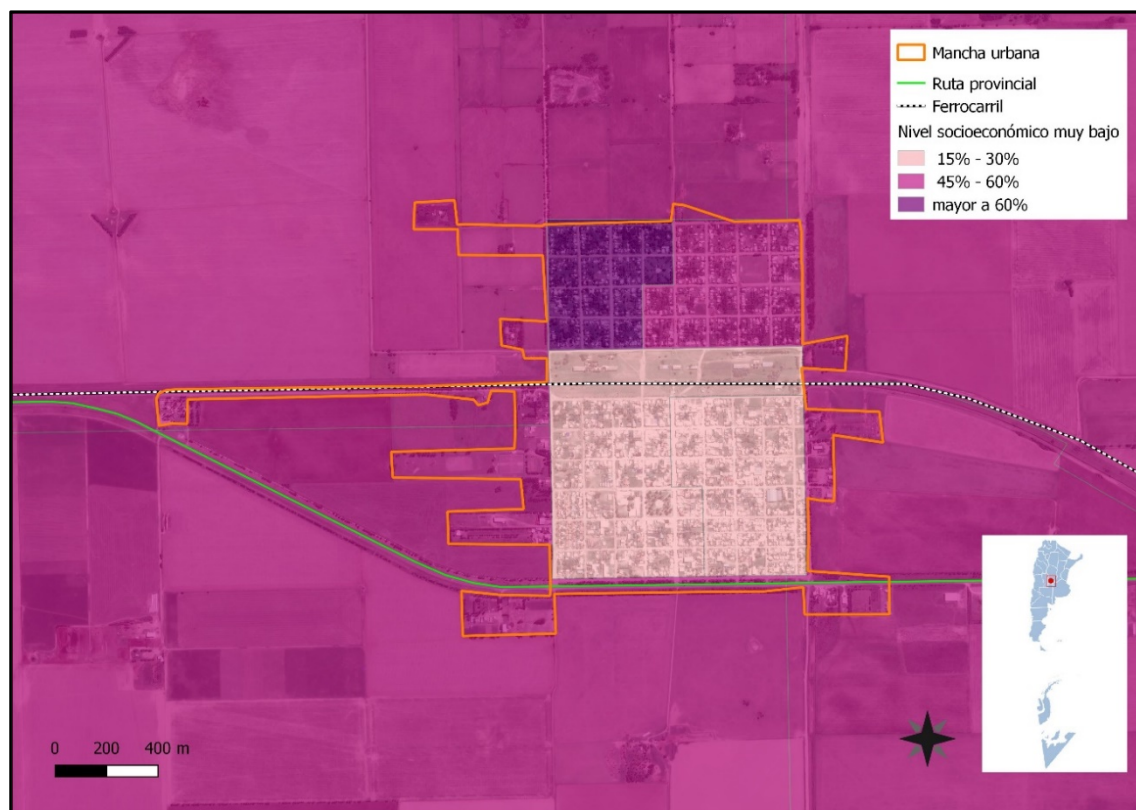 Mancha urbana
Ruta provincial
Ferrocarril
Nivel socioeconómico muy bajo
15% - 30%
45% - 60%
mayor a 60%
0 200 400 m